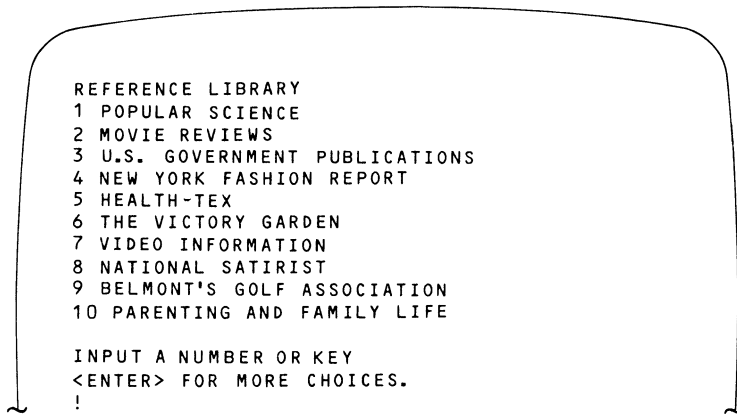 REFERENCE LIBRARY
1 POPULAR SCIENCE
2 MOVIE REVIEWS
3 U.S. GOVERNMENT PUBLICATIONS
4 NEW YORK FASHION REPORT
5 HEALTH-TEX
6 THE VICTORY GARDEN
7 VIDEO INFORMATION
8 NATIONAL SATIRIST
9 BELMONT'S GOLF ASSOCIATION
10 PARENTING AND FAMILY LIFE
INPUT A NUMBER OR KEY
<ENTER> FOR MORE CHOICES.
!